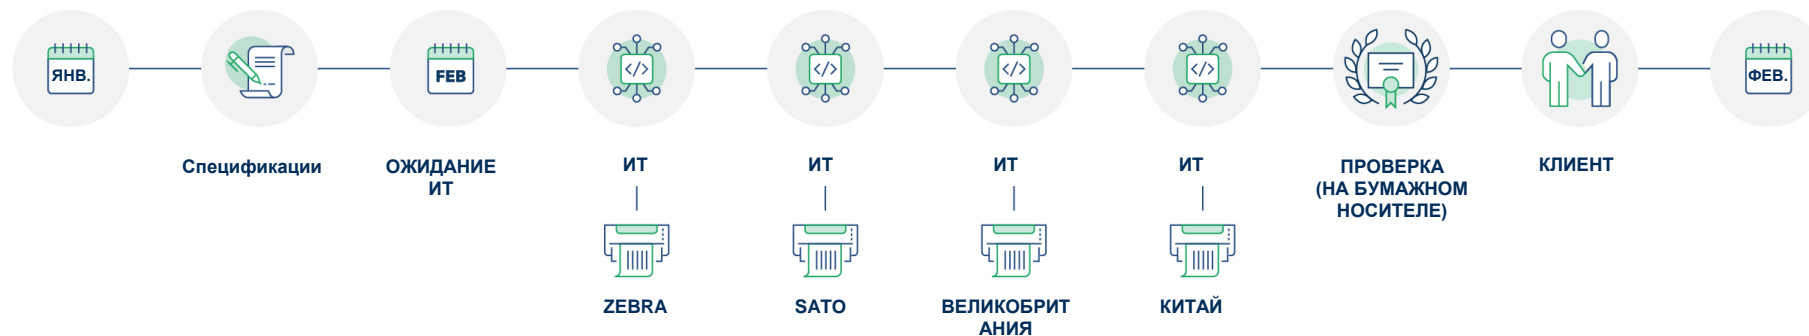 ЯНВ.
FEB
ФЕВ.
Спецификации
ОЖИДАНИЕ
ИТ
ИТ
ИТ
ИТ
ИТ
ПРОВЕРКА
(НА БУМАЖНОМ
НОСИТЕЛЕ)
КЛИЕНТ
ZEBRA
SATO
ВЕЛИКОБРИТ
АНИЯ
КИТАЙ